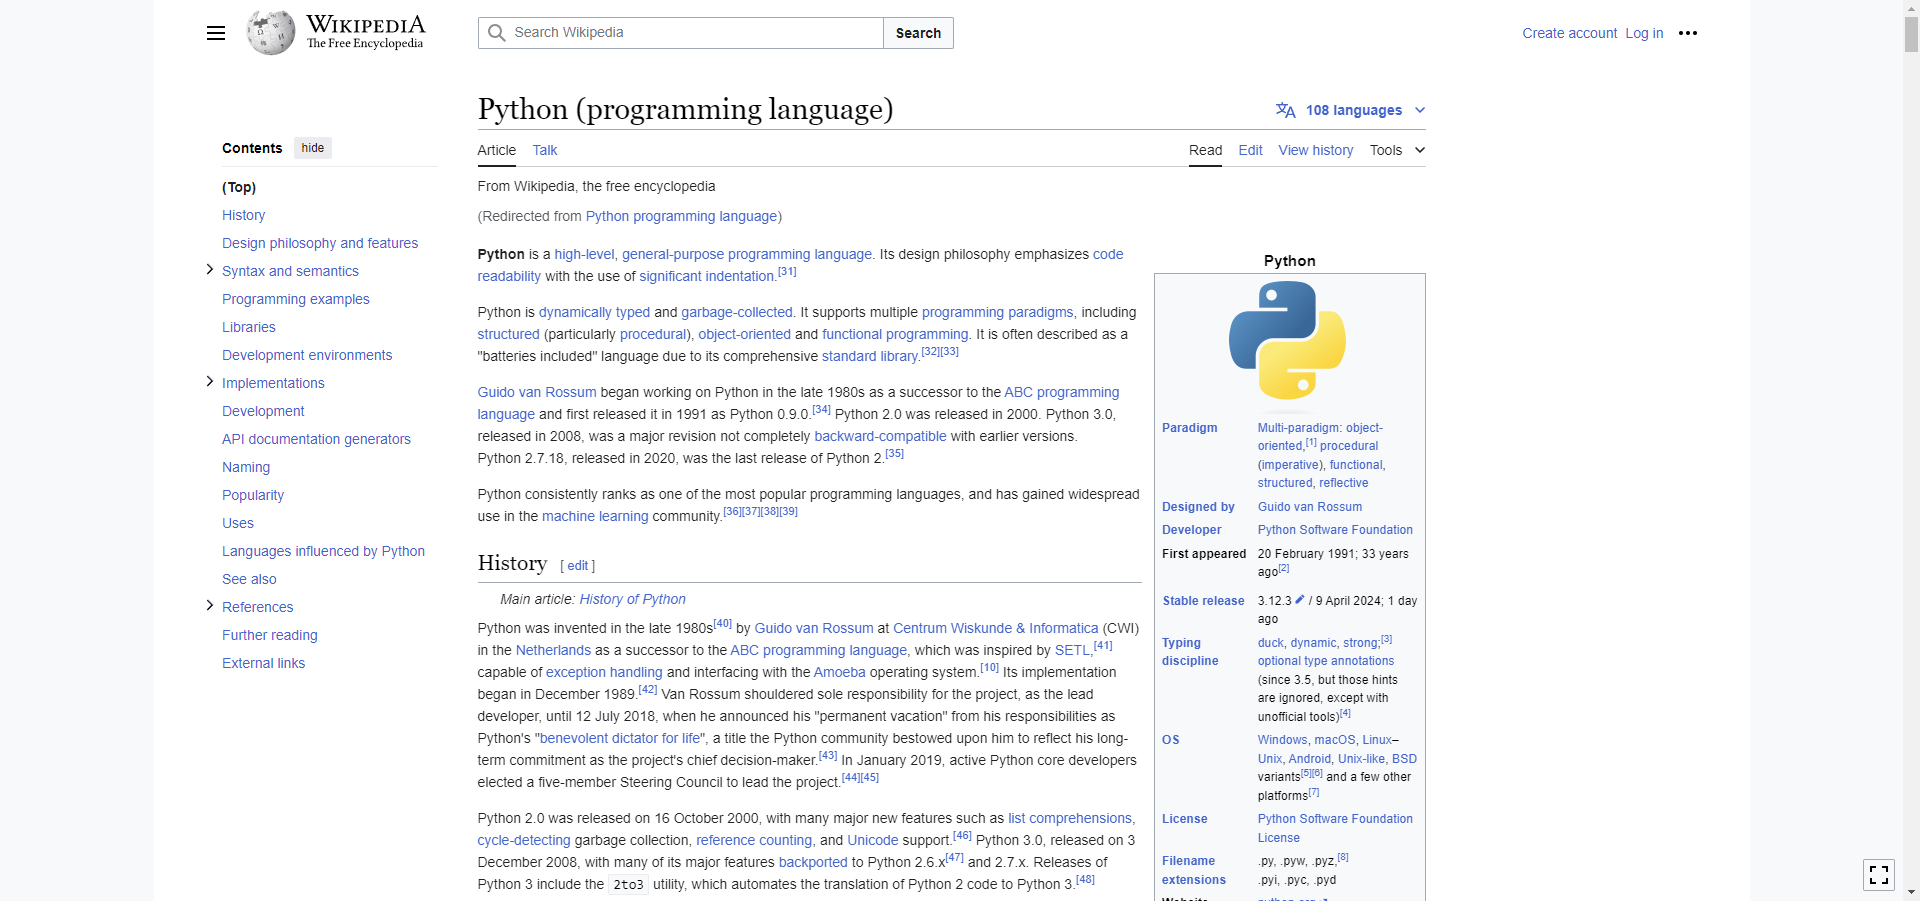 WIKIPEDIA
The Free Encyclopedia
Search Wikipedia
Search
Create account Log in
Contents hide
(Top)
History
Design philosophy and features
Syntax and semantics
Programming examples
Libraries
Development environments
Implementations
Development
API documentation generators
Naming
Popularity
Uses
Languages influenced by Python
See also
References
Further reading
External links
Python (programming language)
108 languages
Article Talk
Read Edit View history Tools
From Wikipedia, the free encyclopedia
(Redirected from Python programming language)
Python is a high-level, general-purpose programming language. Its design philosophy emphasizes code
readability with the use of significant indentation.[31]
Python is dynamically typed and garbage-collected. It supports multiple programming paradigms, including
structured (particularly procedural), object-oriented and functional programming. It is often described as a
"batteries included" language due to its comprehensive standard library.[32][33]
Guido van Rossum began working on Python in the late 1980s as a successor to the ABC programming
language and first released it in 1991 as Python 0.9.0.[34] Python 2.0 was released in 2000. Python 3.0,
released in 2008, was a major revision not completely backward-compatible with earlier versions.
Python 2.7.18, released in 2020, was the last release of Python 2.[35]
Python consistently ranks as one of the most popular programming languages, and has gained widespread
use in the machine learning community.[36][37][38][39]
History [ edit ]
Main article: History of Python
Python was invented in the late 1980s[40] by Guido van Rossum at Centrum Wiskunde & Informatica (CWI)
in the Netherlands as a successor to the ABC programming language, which was inspired by SETL,[41]
capable of exception handling and interfacing with the Amoeba operating system.[10] Its implementation
began in December 1989.[42] Van Rossum shouldered sole responsibility for the project, as the lead
developer, until 12 July 2018, when he announced his "permanent vacation" from his responsibilities as
Python's "benevolent dictator for life", a title the Python community bestowed upon him to reflect his long-
term commitment as the project's chief decision-maker.[43] In January 2019, active Python core developers
elected a five-member Steering Council to lead the project.[44][45]
Python 2.0 was released on 16 October 2000, with many major new features such as list comprehensions,
cycle-detecting garbage collection, reference counting, and Unicode support.[46] Python 3.0, released on 3
December 2008, with many of its major features backported to Python 2.6.x[47] and 2.7.x. Releases of
Python 3 include the 2to3 utility, which automates the translation of Python 2 code to Python 3.[48]
Python
Paradigm Multi-paradigm: object-
oriented,[1] procedural
(imperative), functional,
structured, reflective
Designed by Guido van Rossum
Developer Python Software Foundation
First appeared 20 February 1991; 33 years
ago[2]
Stable release 3.12.3 / 9 April 2024; 1 day
ago
Typing duck, dynamic, strong;[3]
discipline optional type annotations
(since 3.5, but those hints
are ignored, except with
unofficial tools)[4]
OS Windows, macOS, Linux–
Unix, Android, Unix-like, BSD
variants[5][6] and a few other
platforms[7]
License Python Software Foundation
License
Filename .py, .pyw, .pyz,[8]
extensions .pyi, .pyc, .pyd
Website python.org